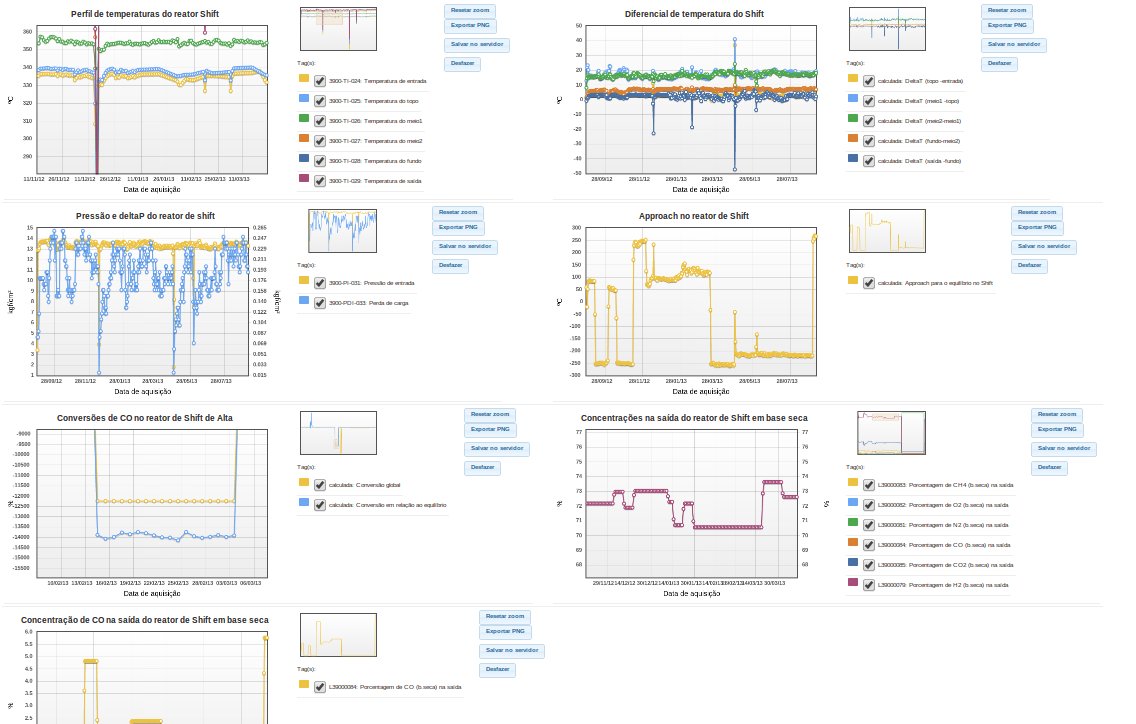 Perfil de temperaturas do reator Shift
360
350
340
330
320
310
300
290
ºC
11/11/12 26/11/12 11/12/12 26/12/12 11/01/13 26/01/13 11/02/13 25/02/13 11/03/13
Data de aquisição
Resetar zoom
Exportar PNG
Salvar no servidor
Desfazer
Tag(s):
3900-TI-024: Temperatura de entrada
3900-TI-025: Temperatura do topo
3900-TI-026: Temperatura do meio1
3900-TI-027: Temperatura do meio2
3900-TI-028: Temperatura do fundo
3900-TI-029: Temperatura de saída
Diferencial de temperatura do Shift
50
40
30
20
10
0
-10
-20
-30
-40
-50
ºC
28/09/12 28/11/12 28/01/13 28/03/13 28/05/13 28/07/13
Data de aquisição
Resetar zoom
Exportar PNG
Salvar no servidor
Desfazer
Tag(s):
calculada: DeltaT (topo -entrada)
calculada: DeltaT (meio1 -topo)
calculada: DeltaT (meio2-meio1)
calculada: DeltaT (fundo-meio2)
calculada: DeltaT (saída -fundo)
Pressão e deltaP do reator de shift
15
14
13
12
11
10
9
8
7
6
5
4
3
2
1
kgf/cm²
0.265
0.247
0.229
0.211
0.193
0.176
0.158
0.140
0.122
0.104
0.087
0.069
0.051
0.033
0.015
kgf/cm²
28/09/12 28/11/12 28/01/13 28/03/13 28/05/13 28/07/13
Data de aquisição
Resetar zoom
Exportar PNG
Salvar no servidor
Desfazer
Tag(s):
3900-PI-031: Pressão de entrada
3900-PDI-033: Perda de carga
Approach no reator de Shift
300
250
200
150
100
50
0
-50
-100
-150
-200
-250
-300
ºC
28/09/12 28/11/12 28/01/13 28/03/13 28/05/13 28/07/13
Data de aquisição
Resetar zoom
Exportar PNG
Salvar no servidor
Desfazer
Tag(s):
calculada: Approach para o equilíbrio no Shift
Conversões de CO no reator de Shift de Alta
-9000
-9500
-10000
-10500
-11000
-11500
-12000
-12500
-13000
-13500
-14000
-14500
-15000
-15500
%
10/02/13 13/02/13 16/02/13 19/02/13 22/02/13 25/02/13 28/02/13 03/03/13 06/03/13
Data de aquisição
Resetar zoom
Exportar PNG
Salvar no servidor
Desfazer
Tag(s):
calculada: Conversão global
calculada: Conversão em relação ao equilíbrio
Concentrações na saída do reator de Shift em base seca
77
76
74
73
72
71
70
68
%
77
76
74
73
72
71
70
68
%
29/11/12 14/12/12 30/12/12 14/01/13 30/01/13 14/02/13 28/02/13 14/03/13 30/03/13
Data de aquisição
Resetar zoom
Exportar PNG
Salvar no servidor
Desfazer
Tag(s):
L39000083: Porcentagem de CH4 (b.seca) na saída
L39000082: Porcentagem de O2 (b.seca) na saída
L39000081: Porcentagem de N2 (b.seca) na saída
L39000084: Porcentagem de CO (b.seca) na saída
L39000085: Porcentagem de CO2 (b.seca) na saída
L39000079: Porcentagem de H2 (b.seca) na saída
Concentração de CO na saída do reator de Shift em base seca
6.0
5.5
5.0
4.5
4.0
3.5
3.0
2.5
%
Resetar zoom
Exportar PNG
Salvar no servidor
Desfazer
Tag(s):
L39000084: Porcentagem de CO (b.seca) na saída